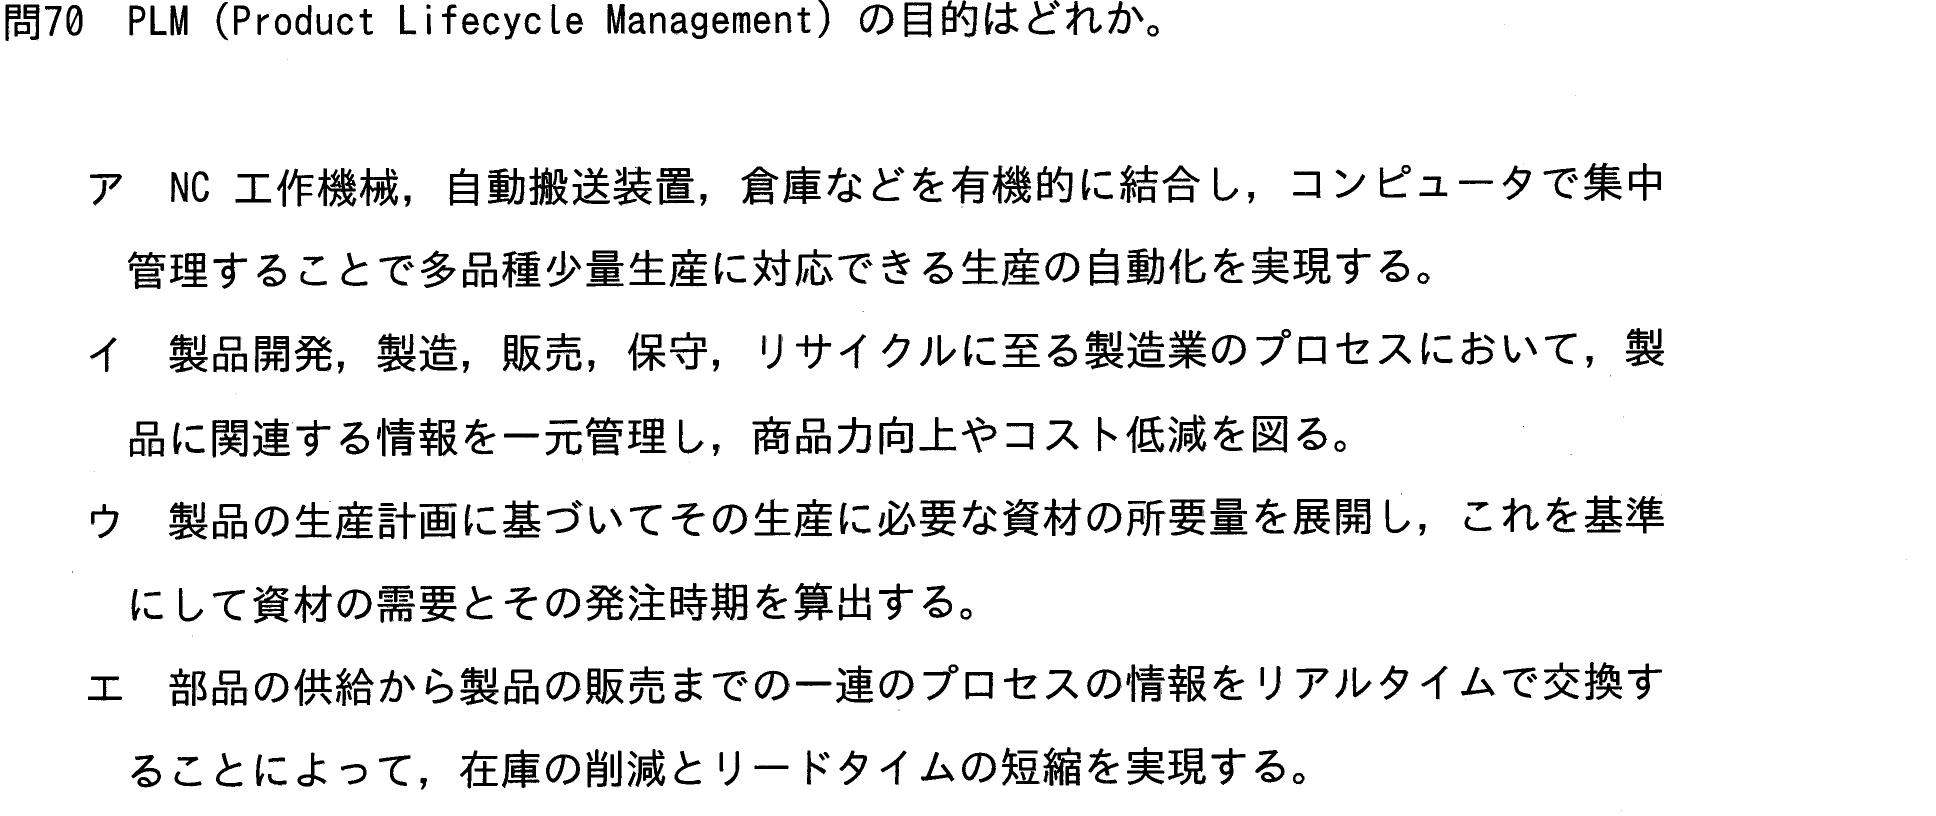 問70　PLM (Product Lifecycle Management) の目的はどれか。
ア　NC 工作機械，自動搬送装置，倉庫などを有機的に結合し，コンピュータで集中
管理することで多品種少量生産に対応できる生産の自動化を実現する。
イ　製品開発，製造，販売，保守，リサイクルに至る製造業のプロセスにおいて，製
品に関連する情報を一元管理し，商品力向上やコスト低減を図る。
ウ　製品の生産計画に基づいてその生産に必要な資材の所要量を展開し，これを基準
にして資材の需要とその発注時期を算出する。
エ　部品の供給から製品の販売までの一連のプロセスの情報をリアルタイムで交換す
ることによって，在庫の削減とリードタイムの短縮を実現する。